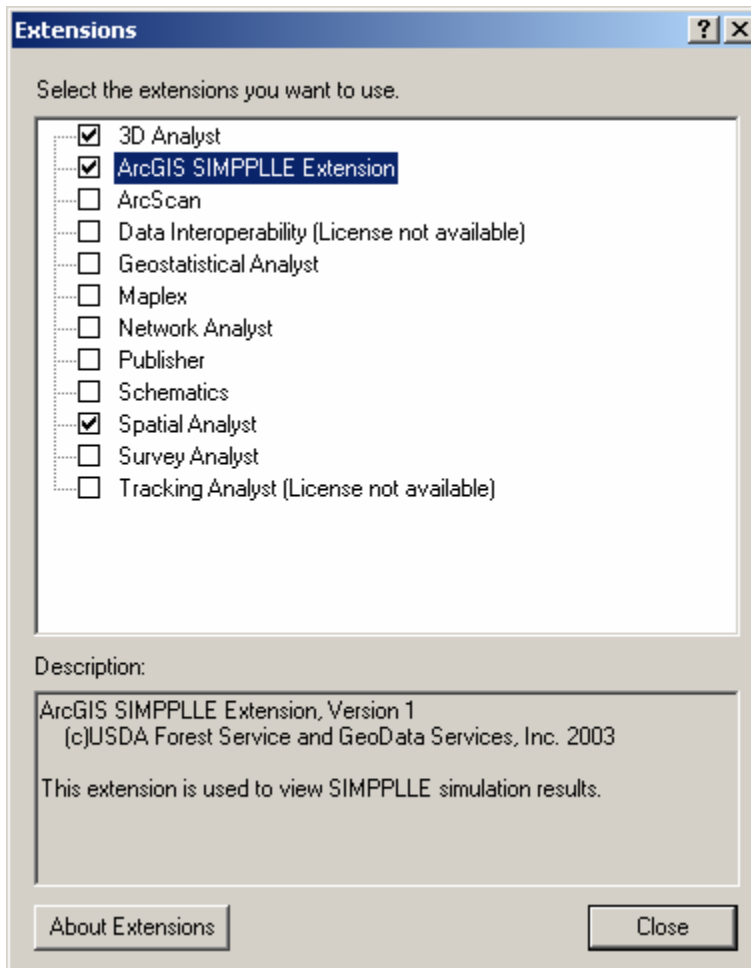 Extensions
Select the extensions you want to use.
3D Analyst
ArcGIS SIMPPLLE Extension
ArcScan
Data Interoperability (License not available)
Geostatistical Analyst
Maplex
Network Analyst
Publisher
Schematics
Spatial Analyst
Survey Analyst
Tracking Analyst (License not available)
Description:
ArcGIS SIMPPLLE Extension, Version 1
(c)USDA Forest Service and GeoData Services, Inc. 2003
This extension is used to view SIMPPLLE simulation results.
About Extensions
Close